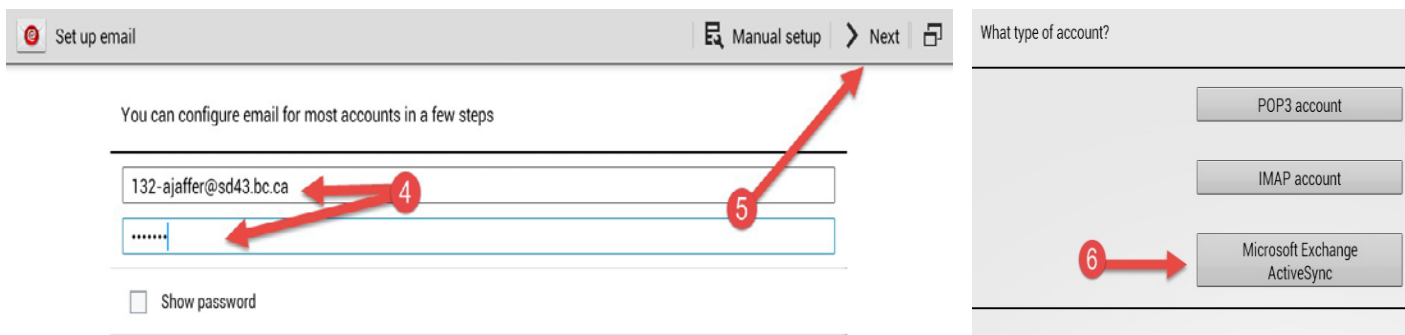 Set up email
Manual setup
Next
You can configure email for most accounts in a few steps
132-ajaffer@sd43.bc.ca
4
•••••••
5
Show password
What type of account?
POP3 account
IMAP account
6
Microsoft Exchange
ActiveSync